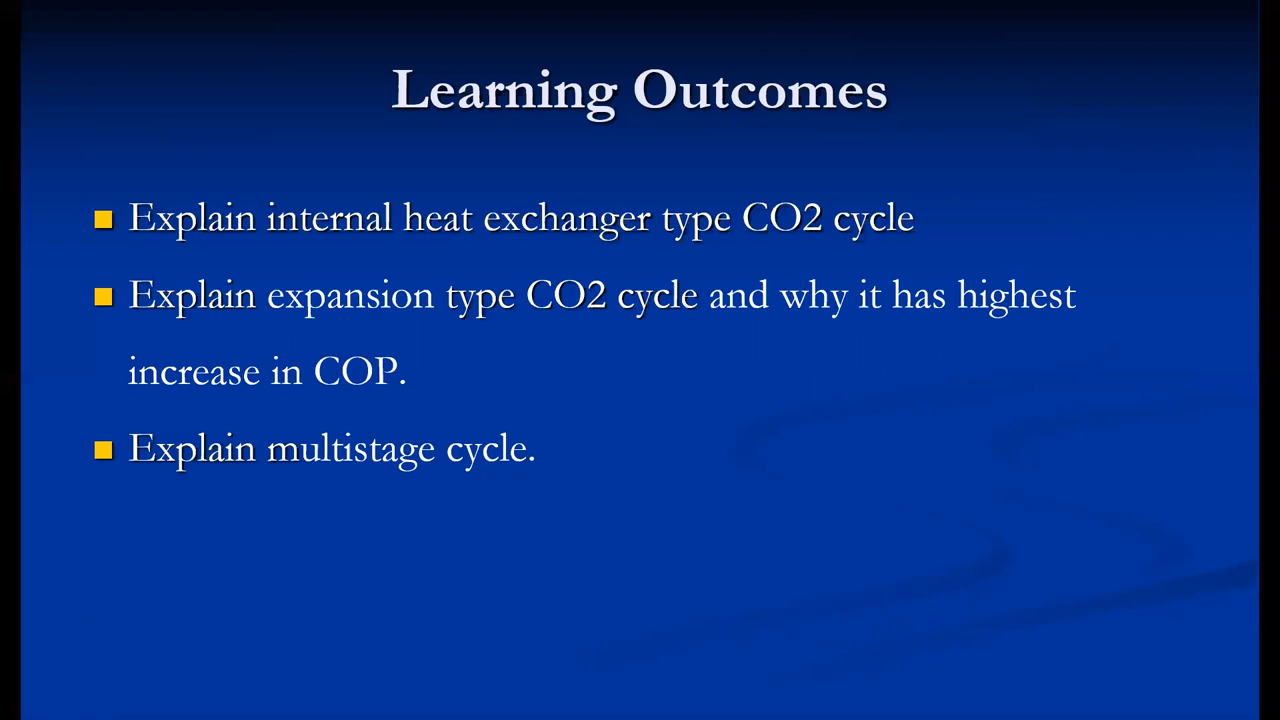 Learning Outcomes
Explain internal heat exchanger type CO2 cycle
Explain expansion type CO2 cycle and why it has highest
increase in COP.
Explain multistage cycle.